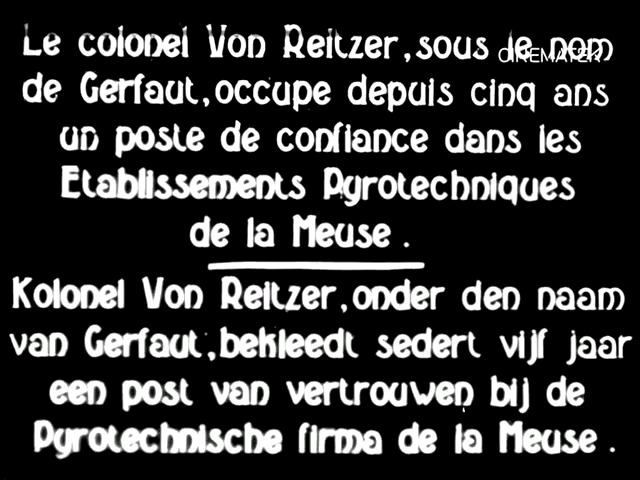 Le colonel Von Reitzer, sous le nom
CINEMATEK
de Gerfaut, occupe depuis cinq ans
un poste de confiance dans les
Etablissements Pyrotechniques
de la Meuse.
Kolonel Von Reitzer, onder den naam
van Gerfaut, bekleedt sedert vijf jaar
een post van vertrouwen bij de
Pyrotechnische firma de la Meuse.